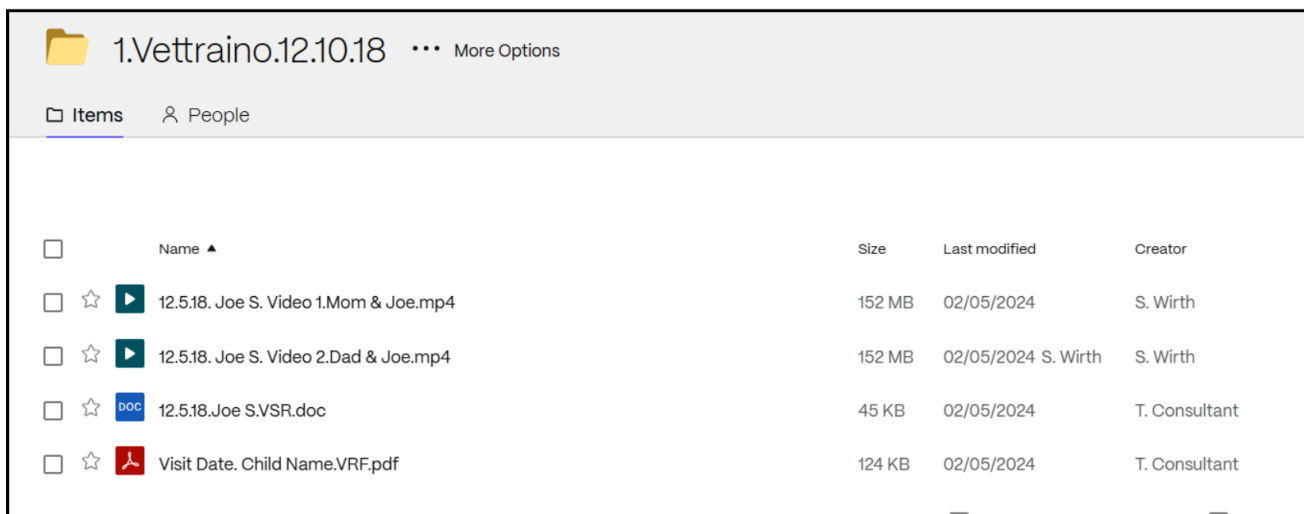 1.Vettraino.12.10.18 ••• More Options
Items People
Name ▲ Size Last modified Creator
12.5.18. Joe S. Video 1.Mom & Joe.mp4 152 MB 02/05/2024 S. Wirth
12.5.18. Joe S. Video 2.Dad & Joe.mp4 152 MB 02/05/2024 S. Wirth S. Wirth
DOC 12.5.18.Joe S.VSR.doc 45 KB 02/05/2024 T. Consultant
Visit Date. Child Name.VRF.pdf 124 KB 02/05/2024 T. Consultant